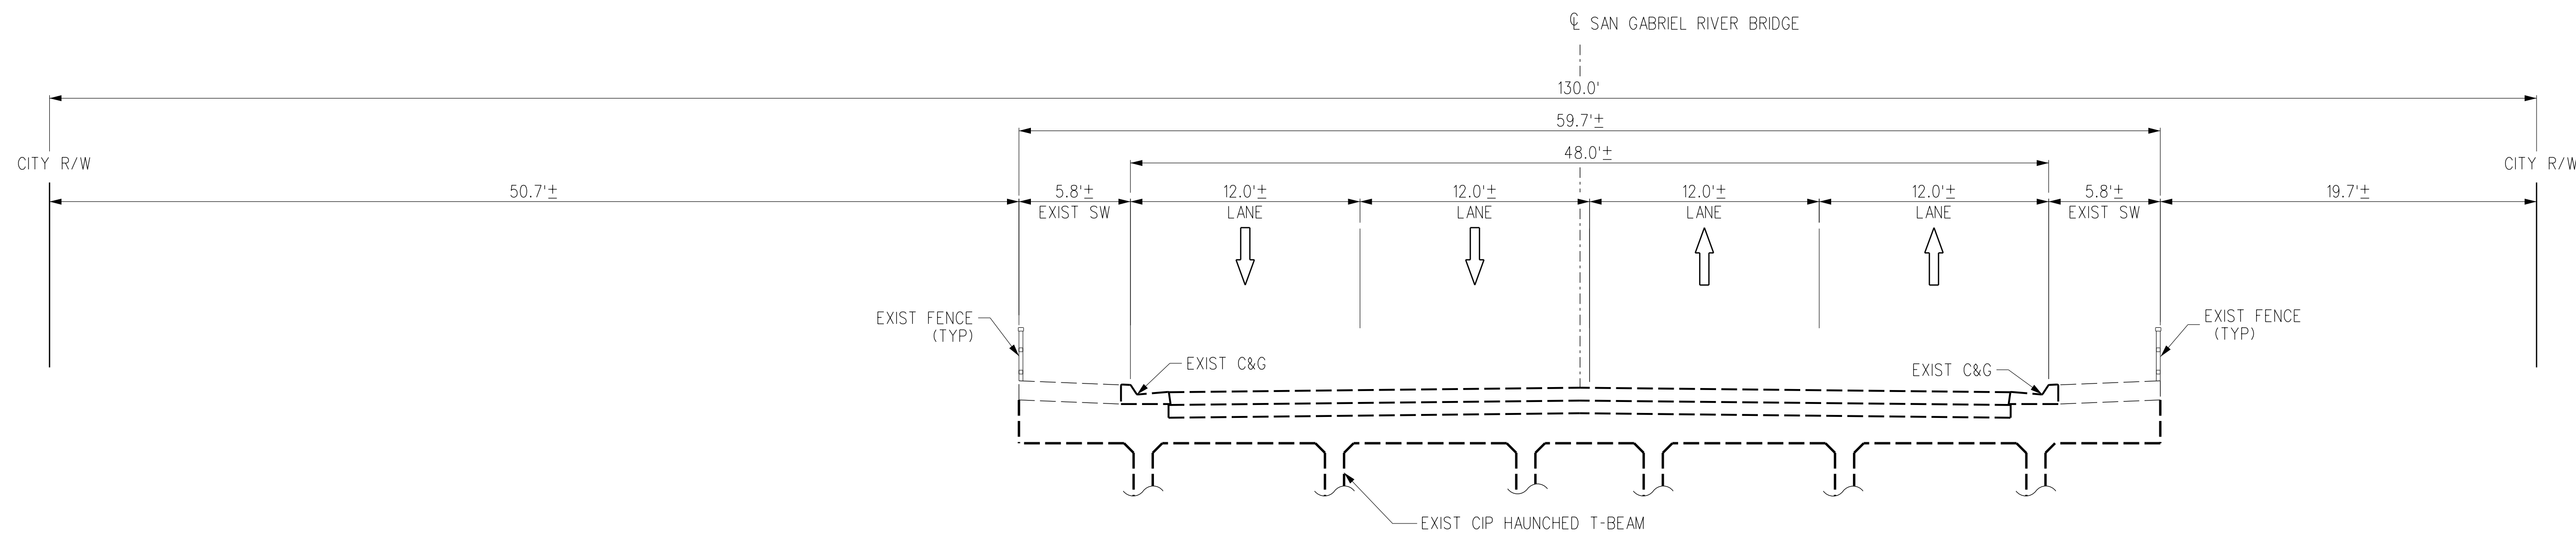 ℄ SAN GABRIEL RIVER BRIDGE
130.0'
59.7'±
48.0'±
CITY R/W
CITY R/W
50.7'±
5.8'±
12.0'±
12.0'±
12.0'±
12.0'±
5.8'±
19.7'±
EXIST SW
LANE
LANE
LANE
LANE
EXIST SW
EXIST FENCE
(TYP)
EXIST FENCE
(TYP)
EXIST C&G
EXIST C&G
EXIST CIP HAUNCHED T-BEAM